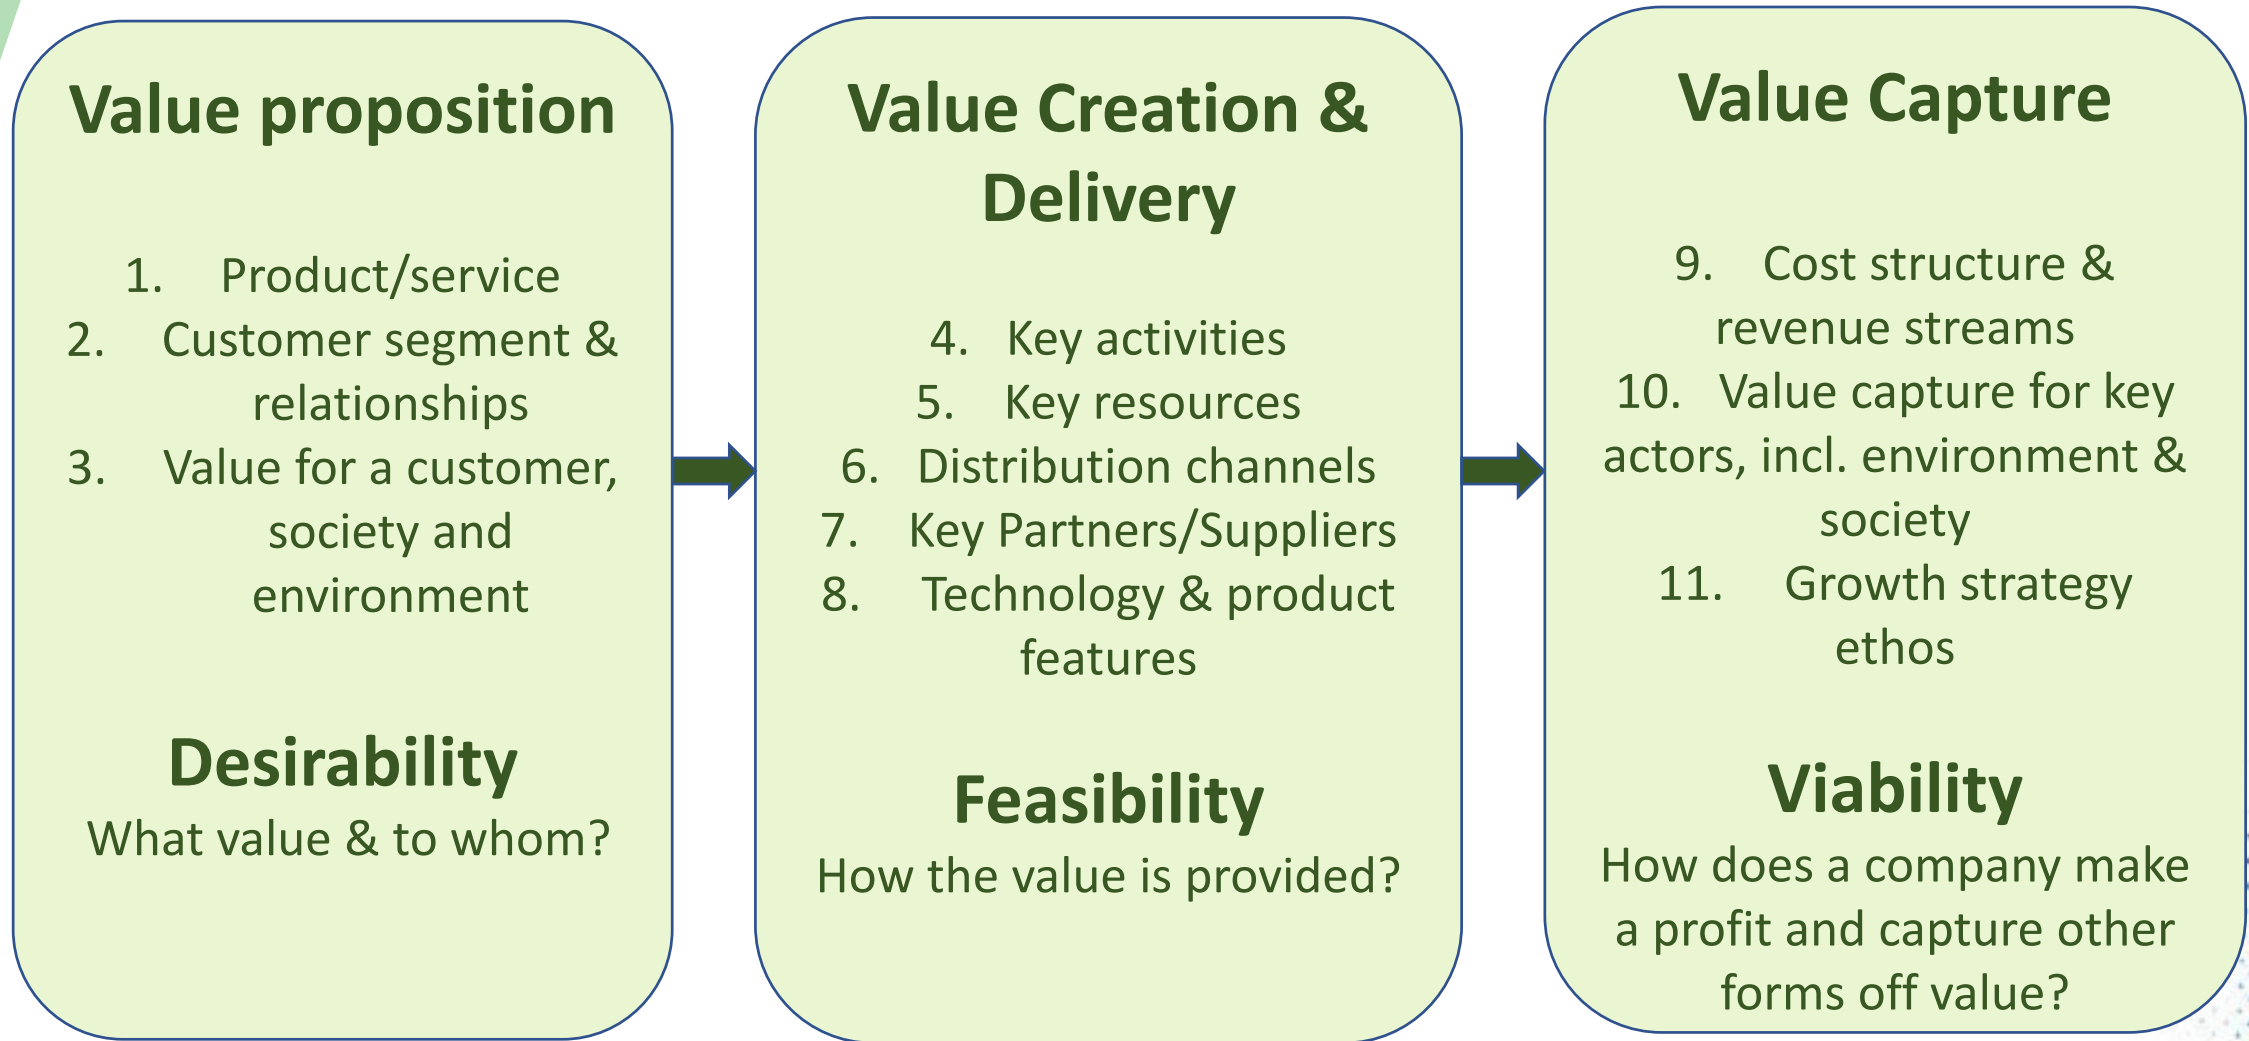 Value proposition
1. Product/service
2. Customer segment &
relationships
3. Value for a customer,
society and
environment
Desirability
What value & to whom?
Value Creation &
Delivery
4. Key activities
5. Key resources
6. Distribution channels
7. Key Partners/Suppliers
8. Technology & product
features
Feasibility
How the value is provided?
Value Capture
9. Cost structure &
revenue streams
10. Value capture for key
actors, incl. environment &
society
11. Growth strategy
ethos
Viability
How does a company make
a profit and capture other
forms off value?